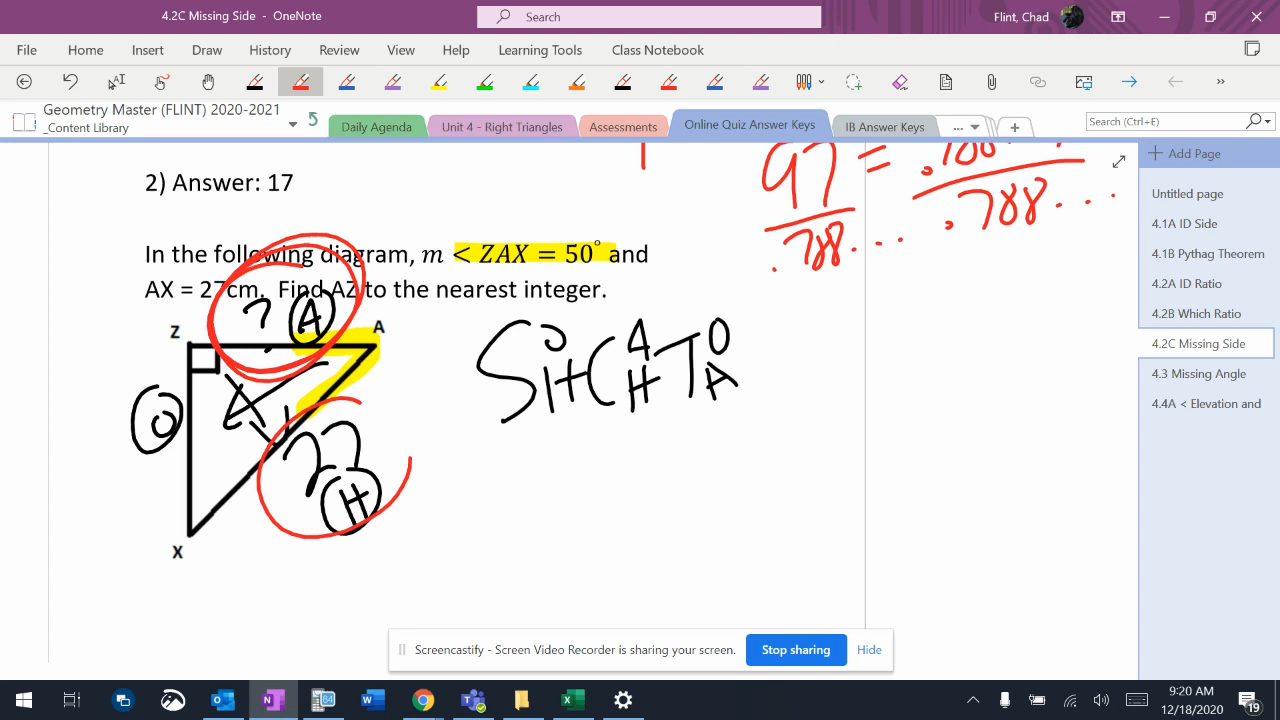 4.2C Missing Side - OneNote
Search
Flint, Chad
File Home Insert Draw History Review View Help Learning Tools Class Notebook
Geometry Master (FLINT) 2020-2021
_Content Library
Daily Agenda Unit 4 - Right Triangles Assessments Online Quiz Answer Keys IB Answer Keys ...
Search (Ctrl+E)
Add Page
Untitled page
4.1A ID Side
4.1B Pythag Theorem
4.2A ID Ratio
4.2B Which Ratio
4.2C Missing Side
4.3 Missing Angle
4.4A < Elevation and
97 = .788
.788... .788...
2) Answer: 17
In the following diagram, m < ZAX = 50° and
AX = 27cm. Find AZ to the nearest integer.
? A
Z A
O
27
H
X
S O H C A H T O A
Screencastify - Screen Video Recorder is sharing your screen. Stop sharing Hide
84
9:20 AM
12/18/2020
19